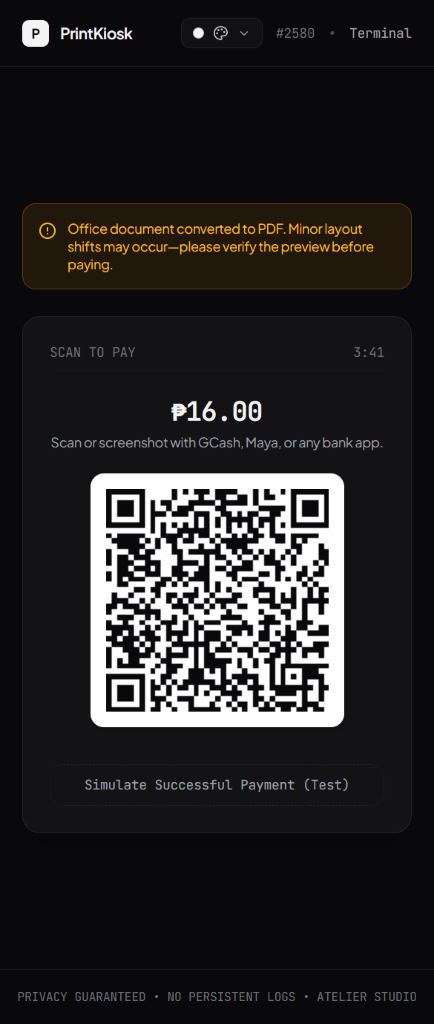 P PrintKiosk #2580 • Terminal
Office document converted to PDF. Minor layout
shifts may occur—please verify the preview before
paying.
SCAN TO PAY 3:41
₱16.00
Scan or screenshot with GCash, Maya, or any bank app.
Simulate Successful Payment (Test)
PRIVACY GUARANTEED • NO PERSISTENT LOGS • ATELIER STUDIO